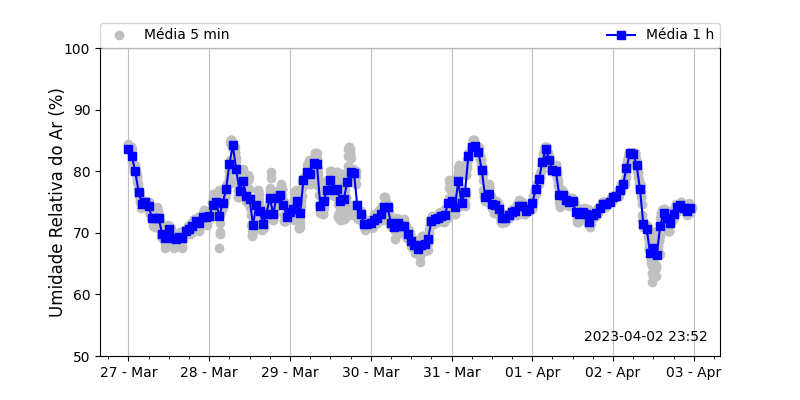 Média 5 min
Média 1 h
Umidade Relativa do Ar (%)
100
90
80
70
60
50
2023-04-02 23:52
27 - Mar
28 - Mar
29 - Mar
30 - Mar
31 - Mar
01 - Apr
02 - Apr
03 - Apr